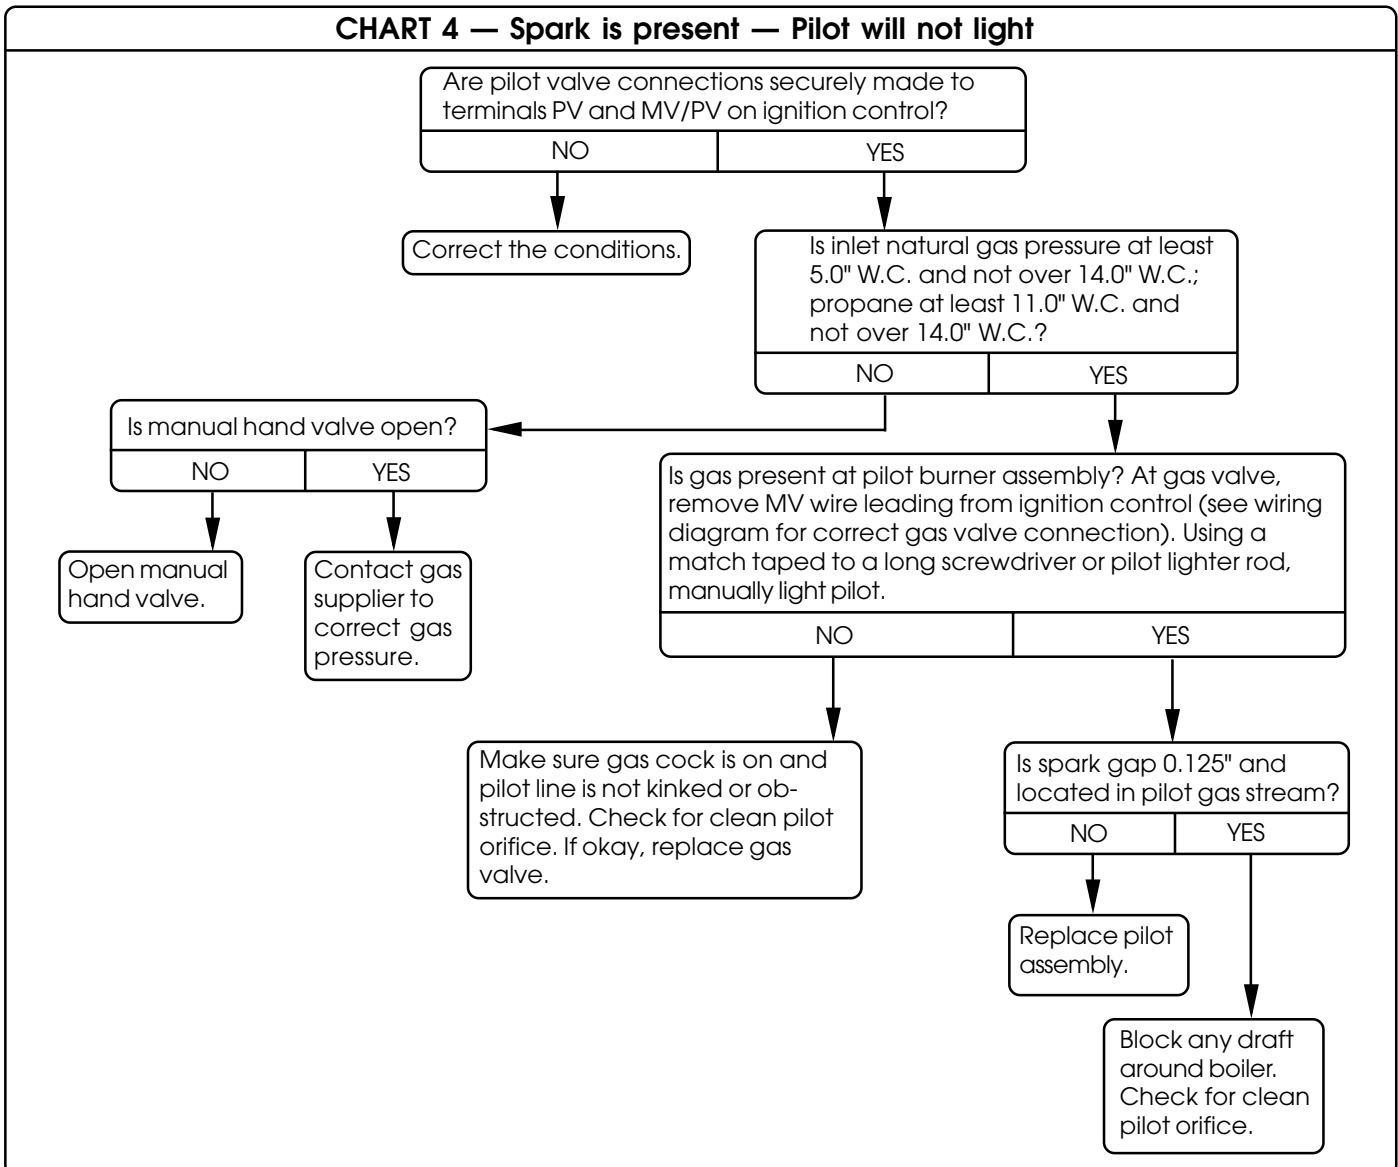 CHART 4 — Spark is present — Pilot will not light
Are pilot valve connections securely made to
terminals PV and MV/PV on ignition control?
NO
YES
Correct the conditions.
Is inlet natural gas pressure at least
5.0" W.C. and not over 14.0" W.C.;
propane at least 11.0" W.C. and
not over 14.0" W.C.?
NO
YES
Is manual hand valve open?
NO
YES
Open manual
hand valve.
Contact gas
supplier to
correct gas
pressure.
Is gas present at pilot burner assembly? At gas valve,
remove MV wire leading from ignition control (see wiring
diagram for correct gas valve connection). Using a
match taped to a long screwdriver or pilot lighter rod,
manually light pilot.
NO
YES
Make sure gas cock is on and
pilot line is not kinked or ob-
structed. Check for clean pilot
orifice. If okay, replace gas
valve.
Is spark gap 0.125" and
located in pilot gas stream?
NO
YES
Replace pilot
assembly.
Block any draft
around boiler.
Check for clean
pilot orifice.